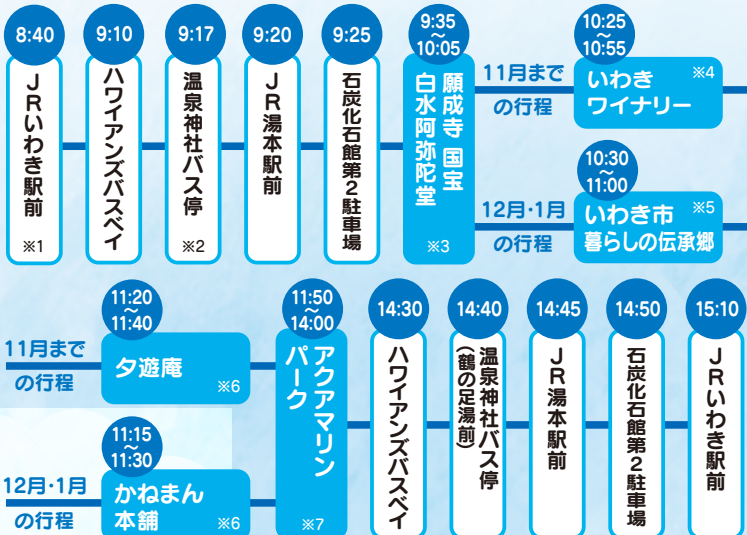 8:40
JRいわき駅前
※1
9:10
ハワイアンズバスベイ
9:17
温泉神社バス停
※2
9:20
JR湯本駅前
9:25
石炭化石館第2駐車場
9:35
～
10:05
願成寺 国宝
白水阿弥陀堂
※3
11月まで
の行程
10:25
～
10:55
いわき
ワイナリー
※4
12月・1月
の行程
10:30
～
11:00
いわき市
暮らしの伝承郷
※5
11月まで
の行程
11:20
～
11:40
夕遊庵
※6
12月・1月
の行程
11:15
～
11:30
かねまん
本舗
※6
11:50
～
14:00
アクアマリン
パーク
※7
14:30
ハワイアンズバスベイ
14:40
温泉神社バス停
(鶴の足湯前)
14:45
JR湯本駅前
14:50
石炭化石館第2駐車場
15:10
JRいわき駅前